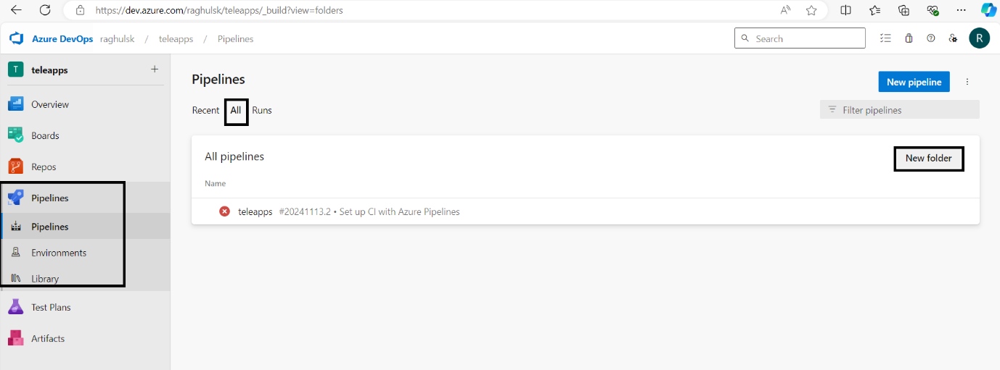 https://dev.azure.com/raghulsk/teleapps/_build?view=folders
Azure DevOps raghulsk / teleapps / Pipelines
Search
R
T teleapps +
Overview
Boards
Repos
Pipelines
Pipelines
Environments
Library
Test Plans
Artifacts
Pipelines
New pipeline
Recent All Runs
Filter pipelines
All pipelines
New folder
Name
teleapps #20241113.2 • Set up CI with Azure Pipelines